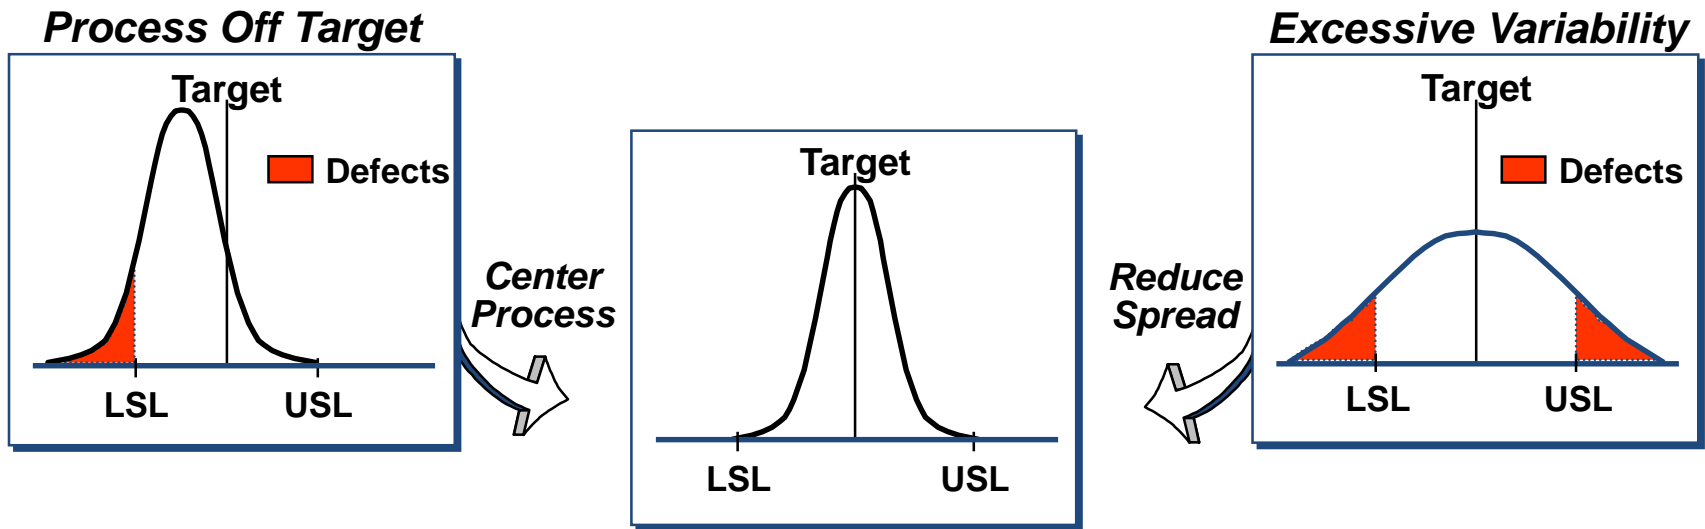 Process Off Target
Target
Defects
LSL
USL
Center
Process
Target
LSL
USL
Reduce
Spread
Excessive Variability
Target
Defects
LSL
USL